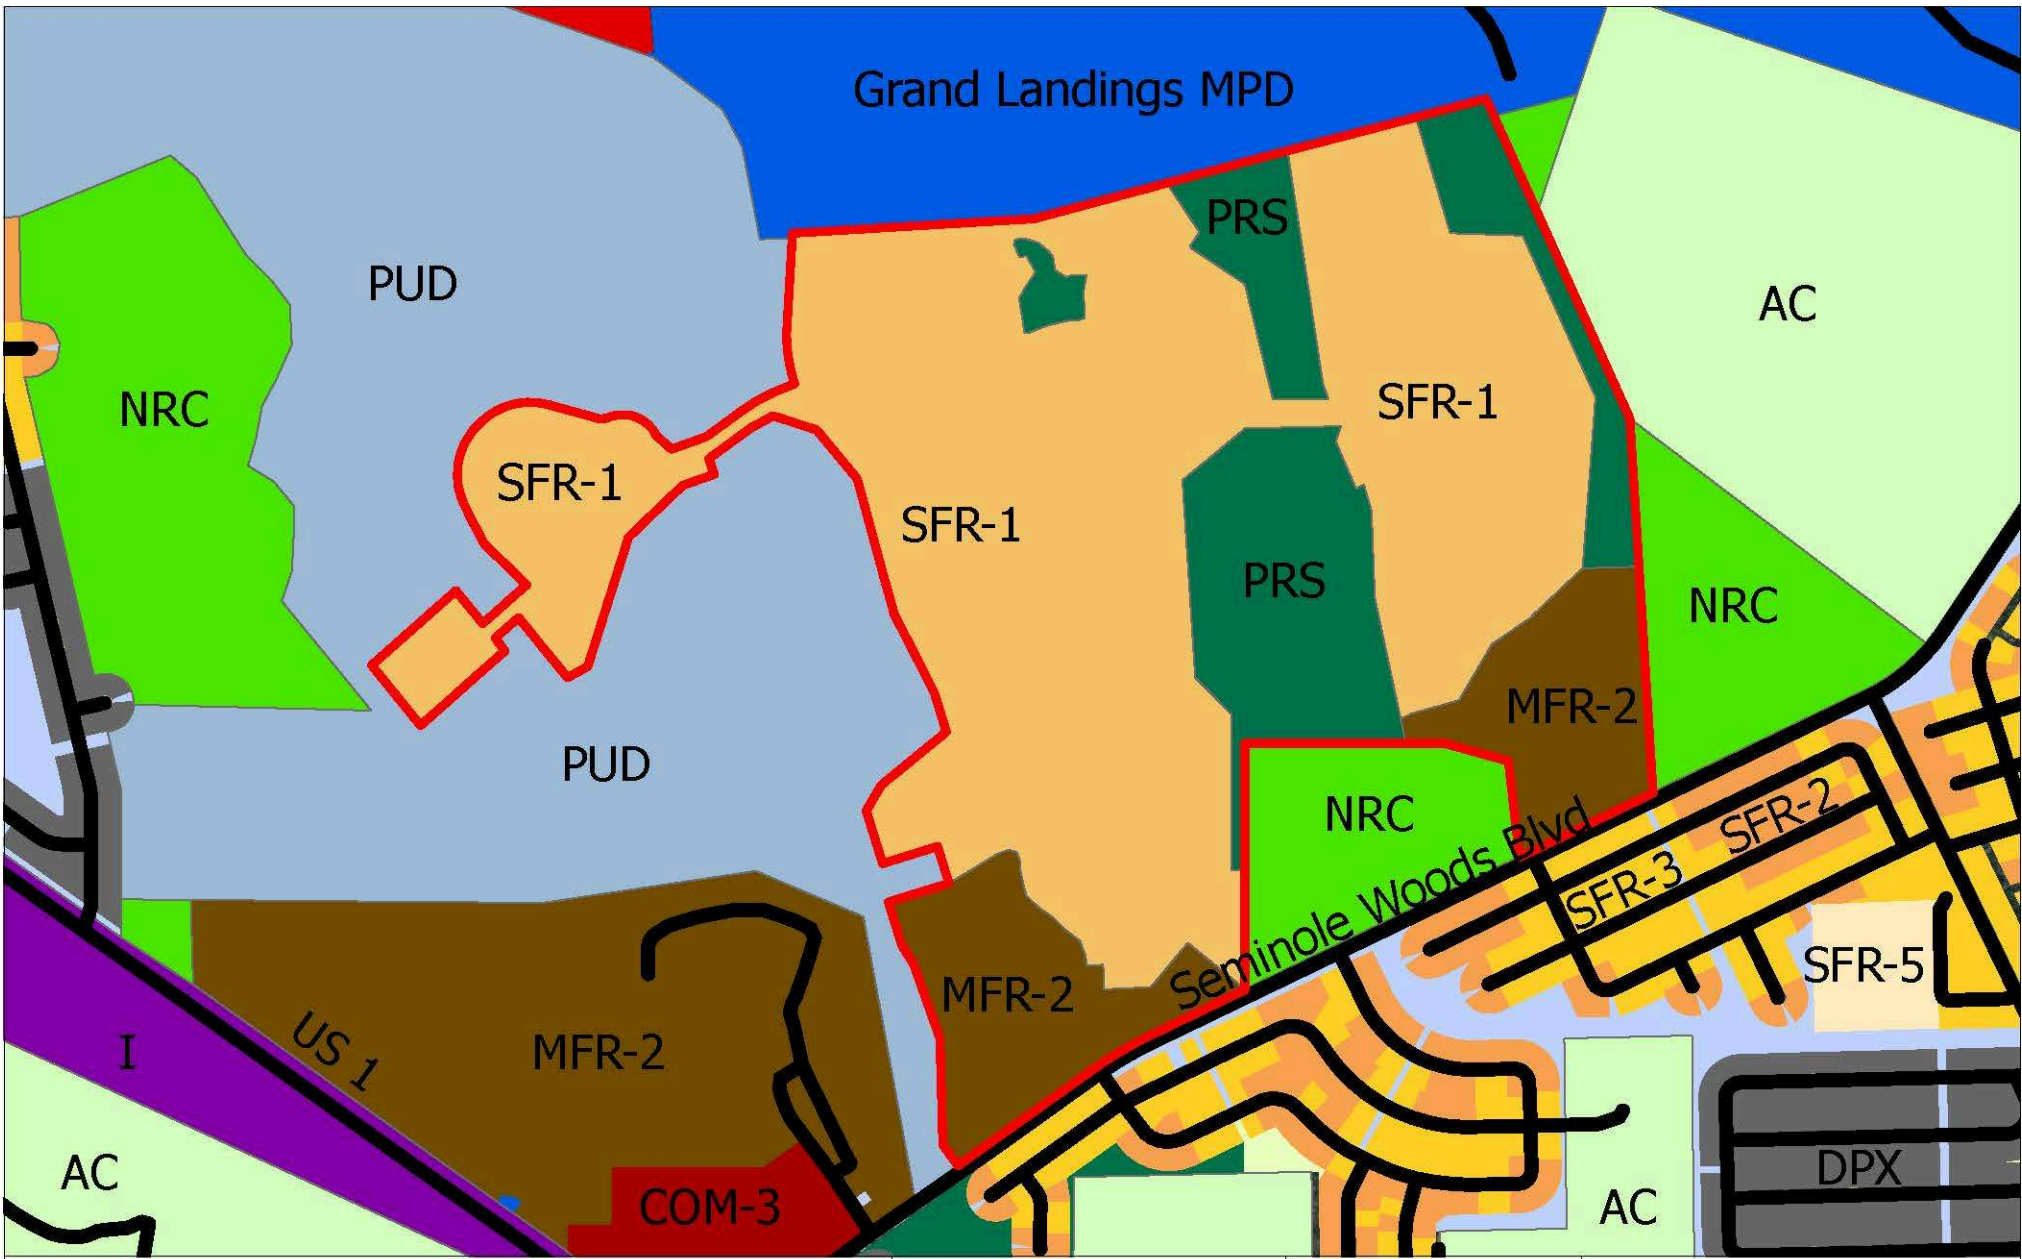 Grand Landings MPD
PRS
PUD
AC
NRC
SFR-1
SFR-1
SFR-1
PRS
NRC
MFR-2
PUD
NRC
SFR-2
Seminole Woods Blvd
SFR-3
SFR-5
MFR-2
US 1
I
MFR-2
AC
COM-3
DPX
AC